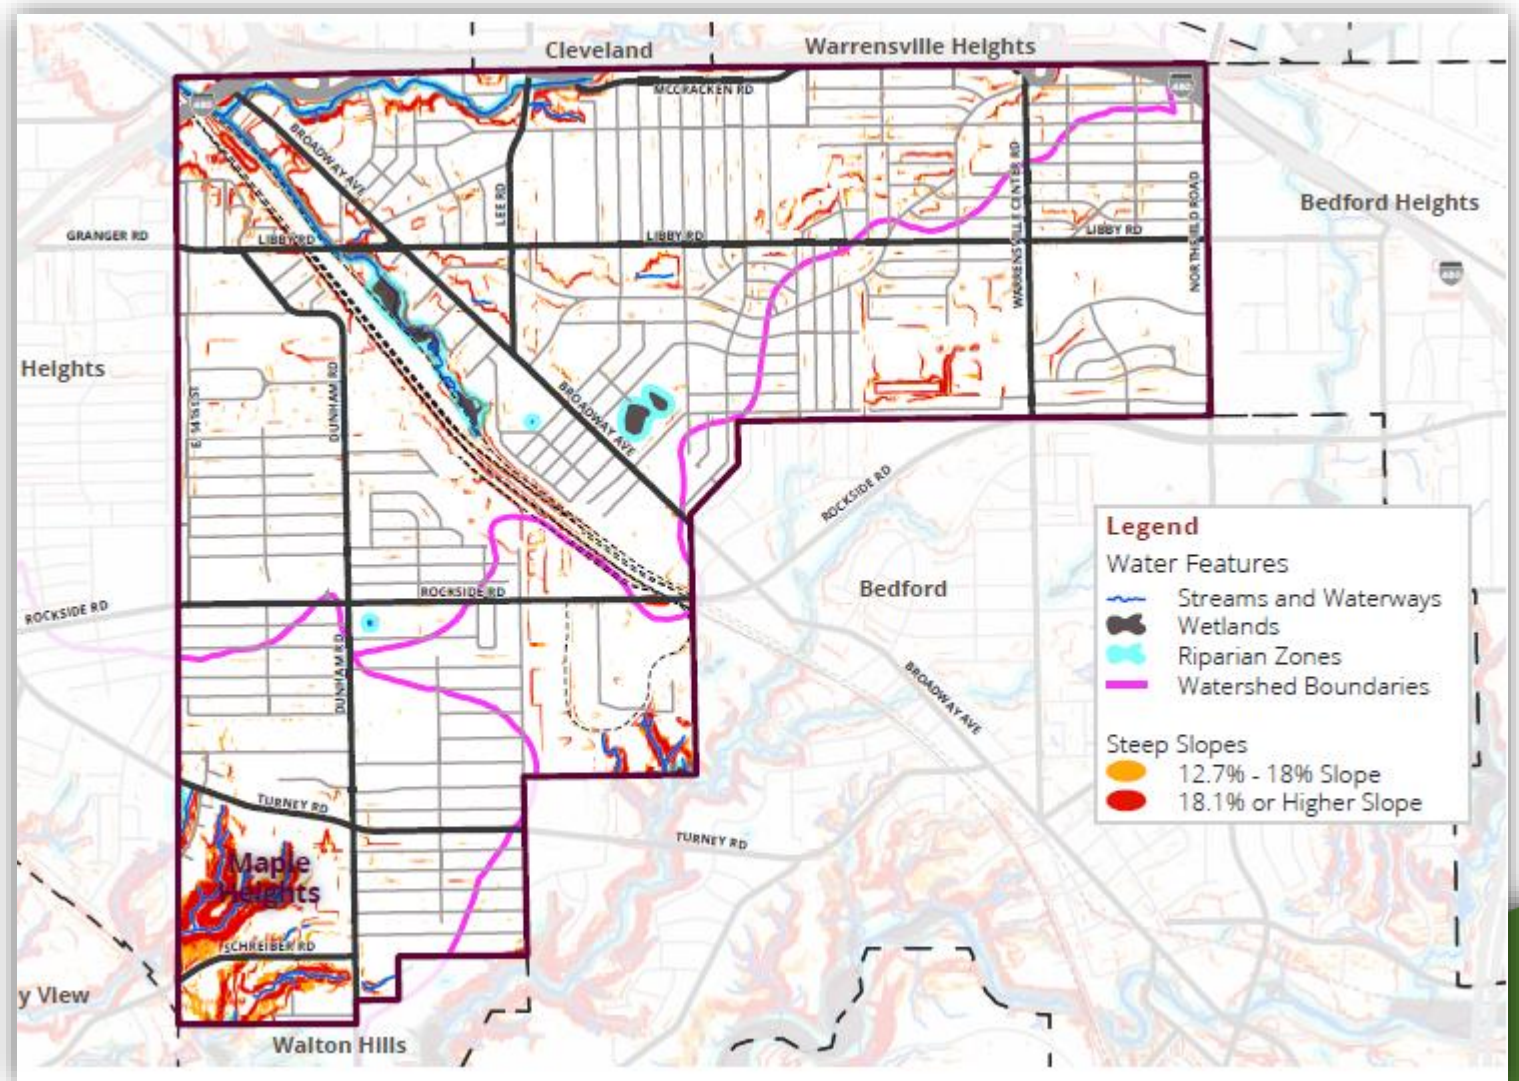 Cleveland
Warrensville Heights
480
480
MCCRACKEN RD
BROADWAY AVE
LEE RD
WARRENSVILLE CENTER RD
NORTHFIELD ROAD
Bedford Heights
GRANGER RD
LIBBY RD
LIBBY RD
LIBBY RD
480
Heights
E 141st ST
DUNHAM RD
BROADWAY AVE
ROCKSIDE RD
Legend
Water Features
Streams and Waterways
Wetlands
Riparian Zones
Watershed Boundaries
Steep Slopes
12.7% - 18% Slope
18.1% or Higher Slope
ROCKSIDE RD
ROCKSIDE RD
Bedford
DUNHAM RD
BROADWAY AVE
TURNEY RD
TURNEY RD
Maple
Heights
SCHREIBER RD
y View
Walton Hills